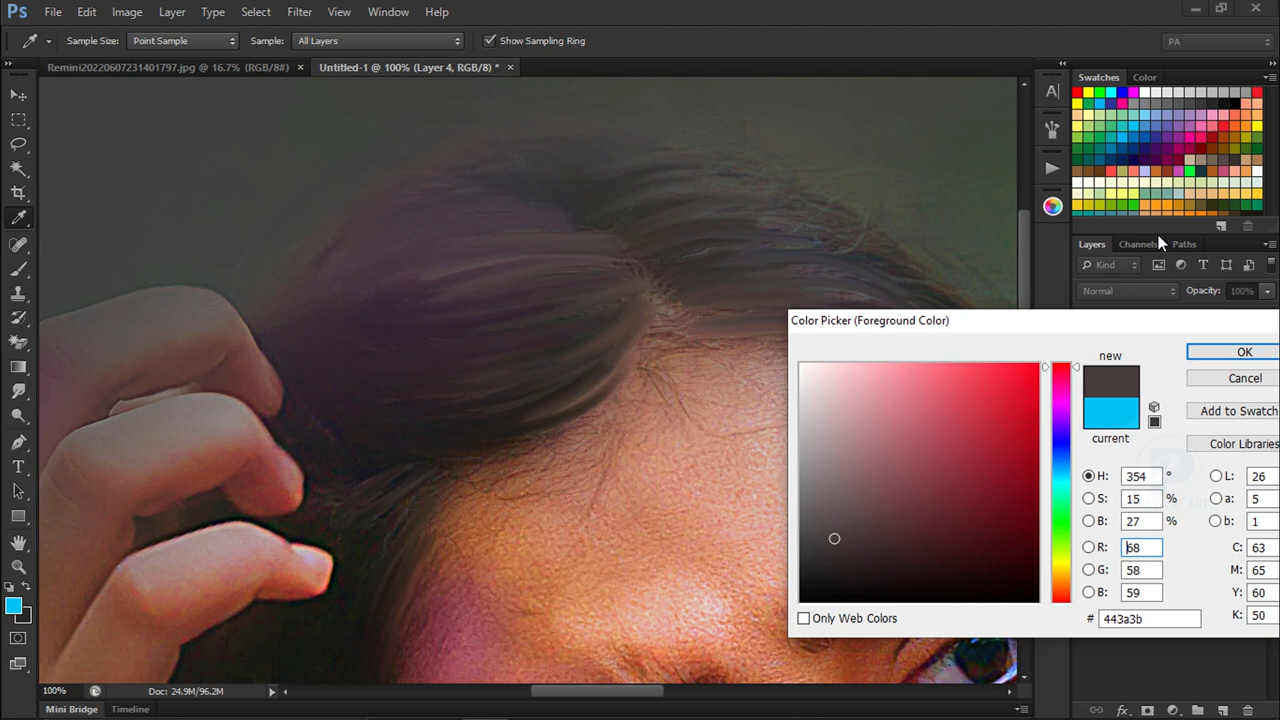 Ps File Edit Image Layer Type Select Filter View Window Help
Sample Size: Point Sample Sample: All Layers Show Sampling Ring PA
Remini20220607231401797.jpg @ 16.7% (RGB/8#) × Untitled-1 @ 100% (Layer 4, RGB/8) * ×
Swatches Color
Layers Channels Paths
Kind
Normal Opacity: 100%
Color Picker (Foreground Color)
new
OK
Cancel
Add to Swatch
current
Color Libraries
H: 354 ° L: 26
S: 15 % a: 5
B: 27 % b: 1
R: 68 C: 63
G: 58 M: 65
B: 59 Y: 60
# 443a3b K: 50
Only Web Colors
100% Doc: 24.9M/96.2M
Mini Bridge Timeline